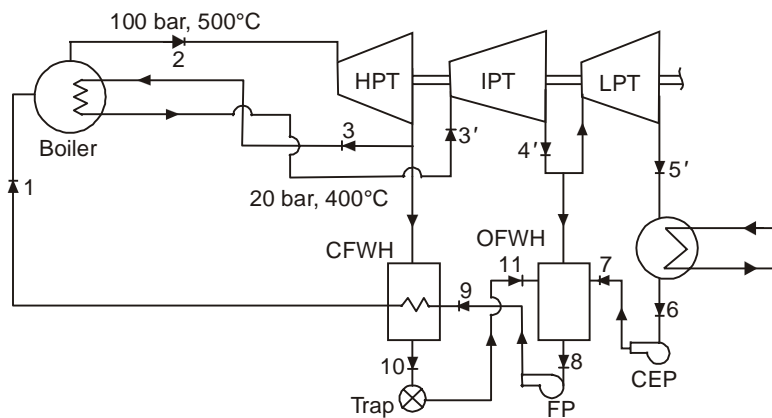 100 bar, 500°C
2
HPT
IPT
LPT
Boiler
3
3′
4′
5′
1
20 bar, 400°C
CFWH
OFWH
11
7
9
6
10
8
CEP
Trap
FP